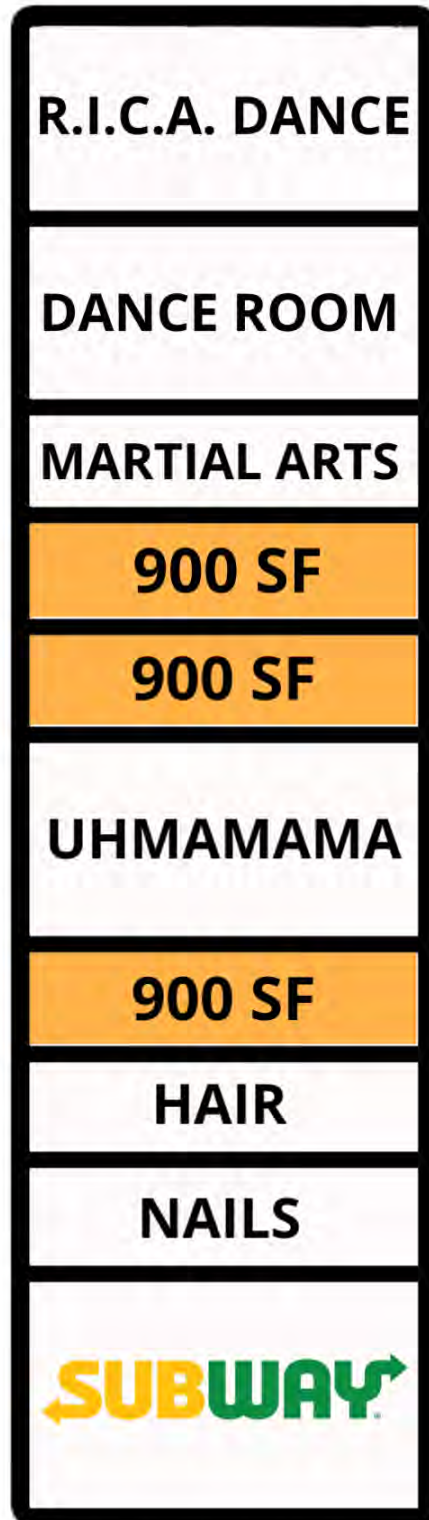 R.I.C.A. DANCE
DANCE ROOM
MARTIAL ARTS
900 SF
900 SF
UHMAMAMA
900 SF
HAIR
NAILS
SUBWAY